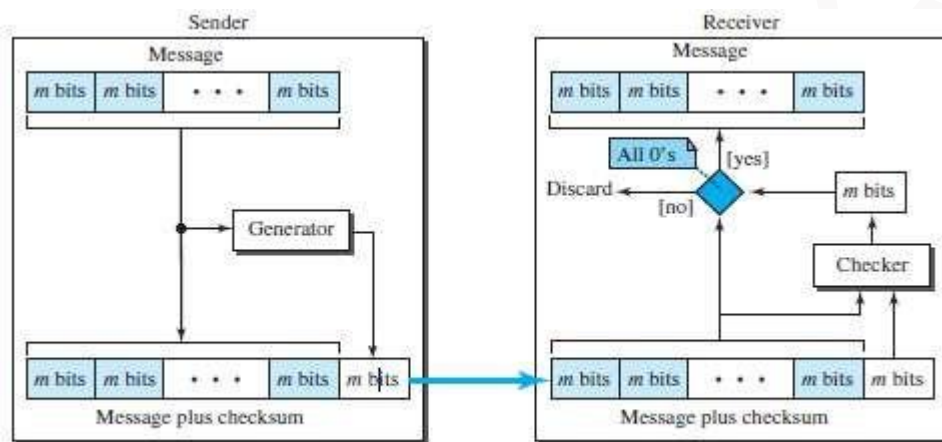 Sender
Message
m bits m bits • • • m bits
Generator
m bits m bits • • • m bits m bits
Message plus checksum
Receiver
Message
m bits m bits • • • m bits
All 0's
[yes]
Discard
[no]
m bits
Checker
m bits m bits • • • m bits m bits
Message plus checksum